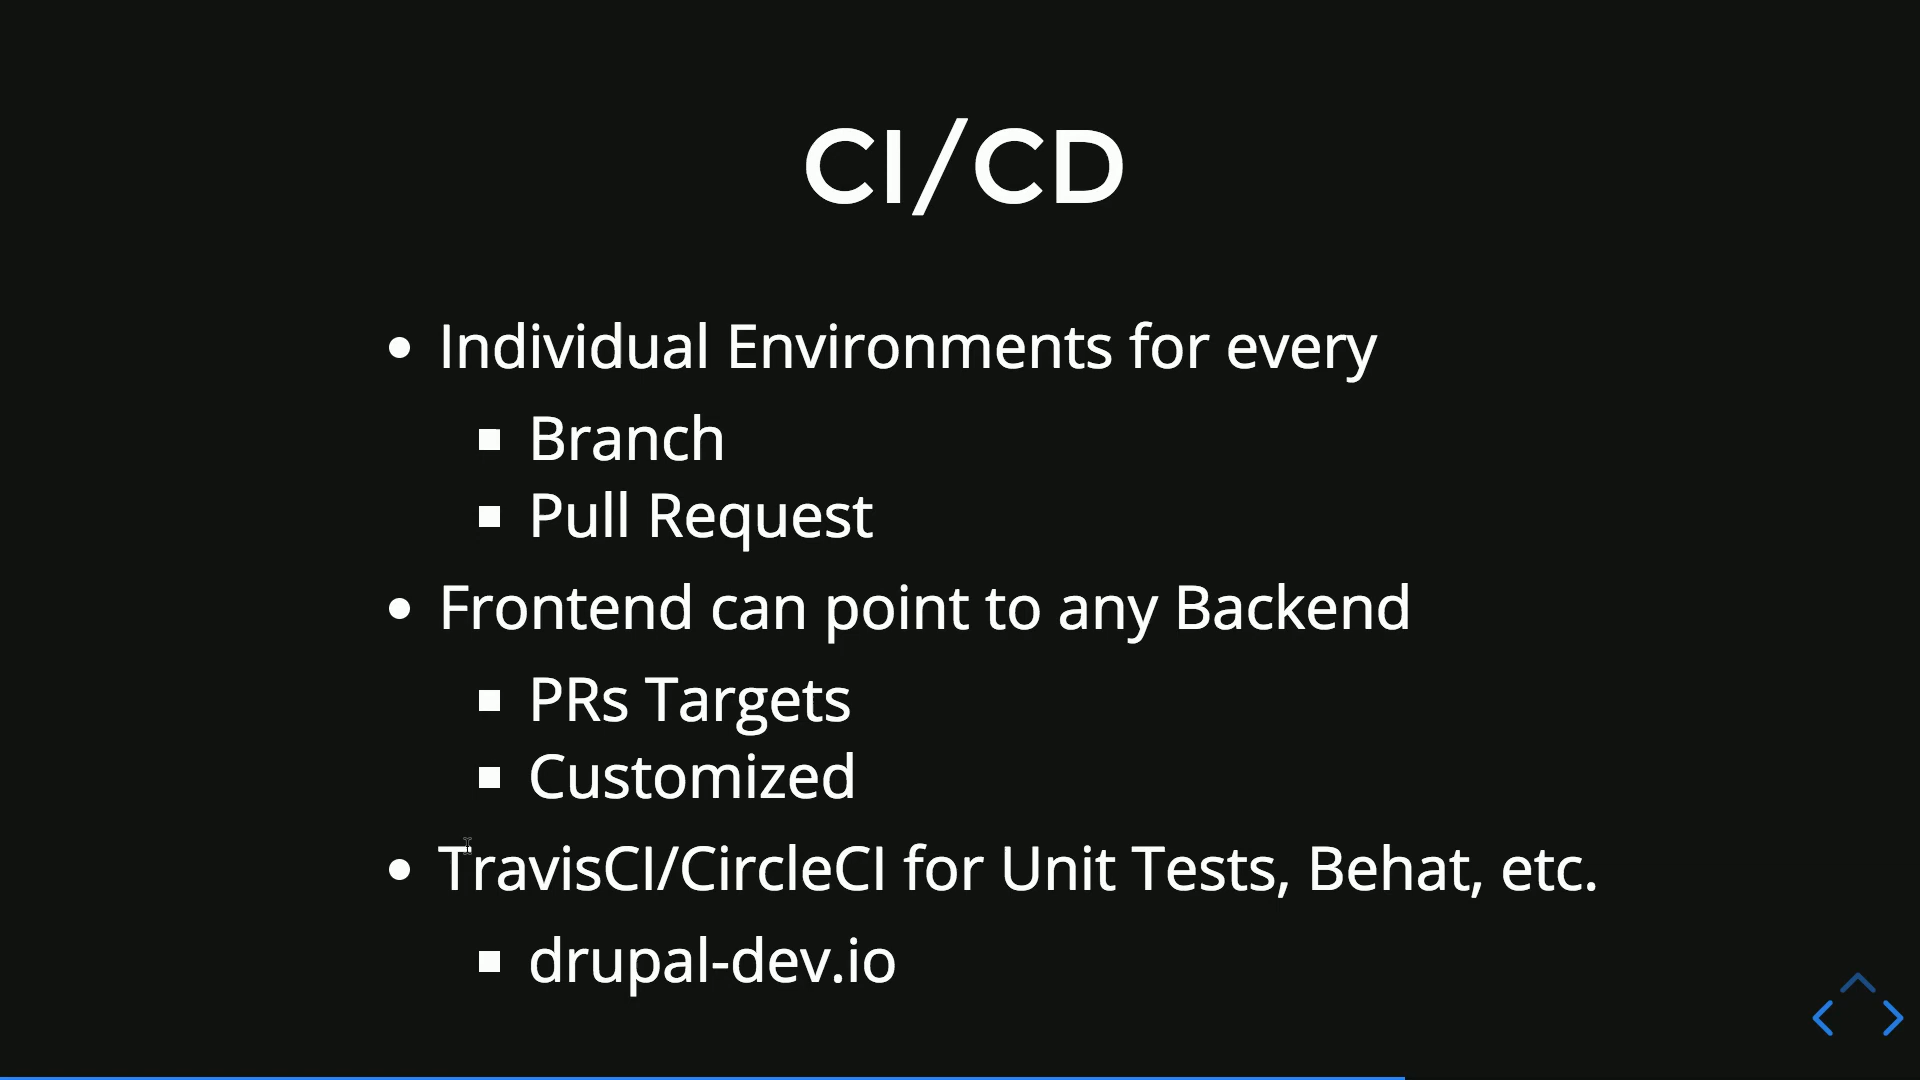 CI/CD
Individual Environments for every
Branch
Pull Request
Frontend can point to any Backend
PRs Targets
Customized
TravisCI/CircleCI for Unit Tests, Behat, etc.
drupal-dev.io